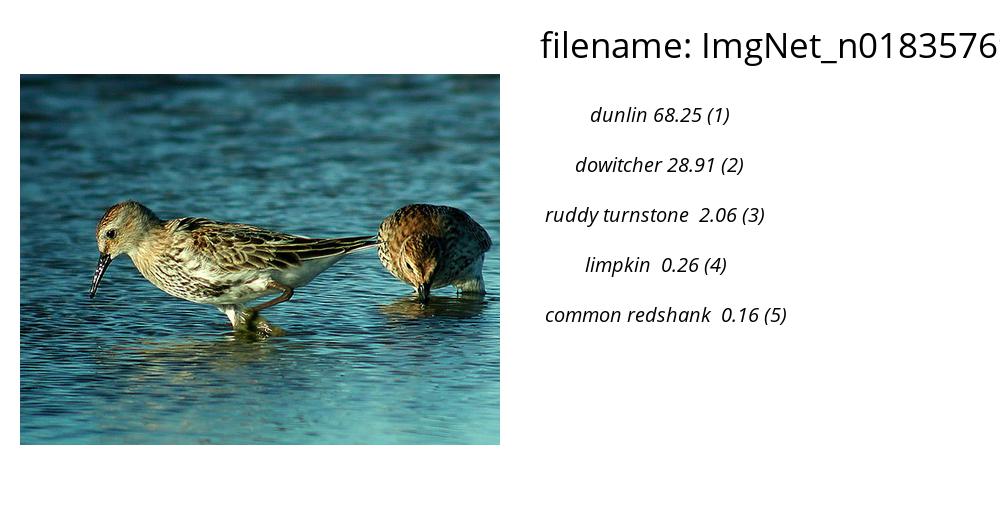 filename: ImgNet_n0183576
dunlin 68.25 (1)
dowitcher 28.91 (2)
ruddy turnstone 2.06 (3)
limpkin 0.26 (4)
common redshank 0.16 (5)